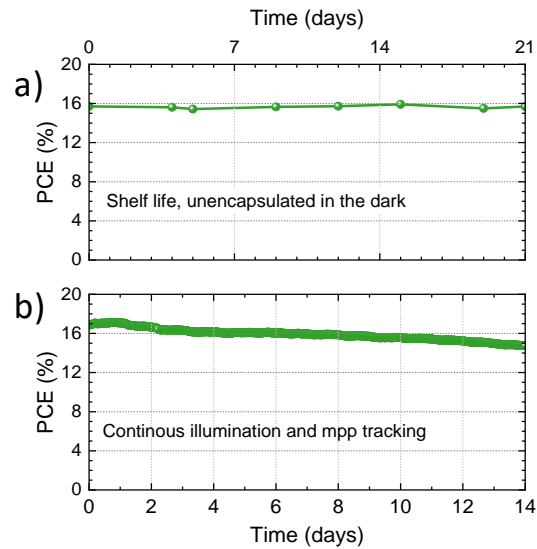 Time (days)
0 7 14 21
a)
20
16
12
8
4
0
PCE (%)
Shelf life, unencapsulated in the dark
b)
20
16
12
8
4
0
PCE (%)
Continous illumination and mpp tracking
0 2 4 6 8 10 12 14
Time (days)